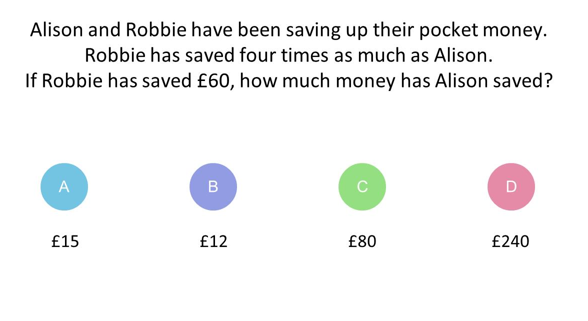 Alison and Robbie have been saving up their pocket money.
Robbie has saved four times as much as Alison.
If Robbie has saved £60, how much money has Alison saved?
A B C D
£15 £12 £80 £240